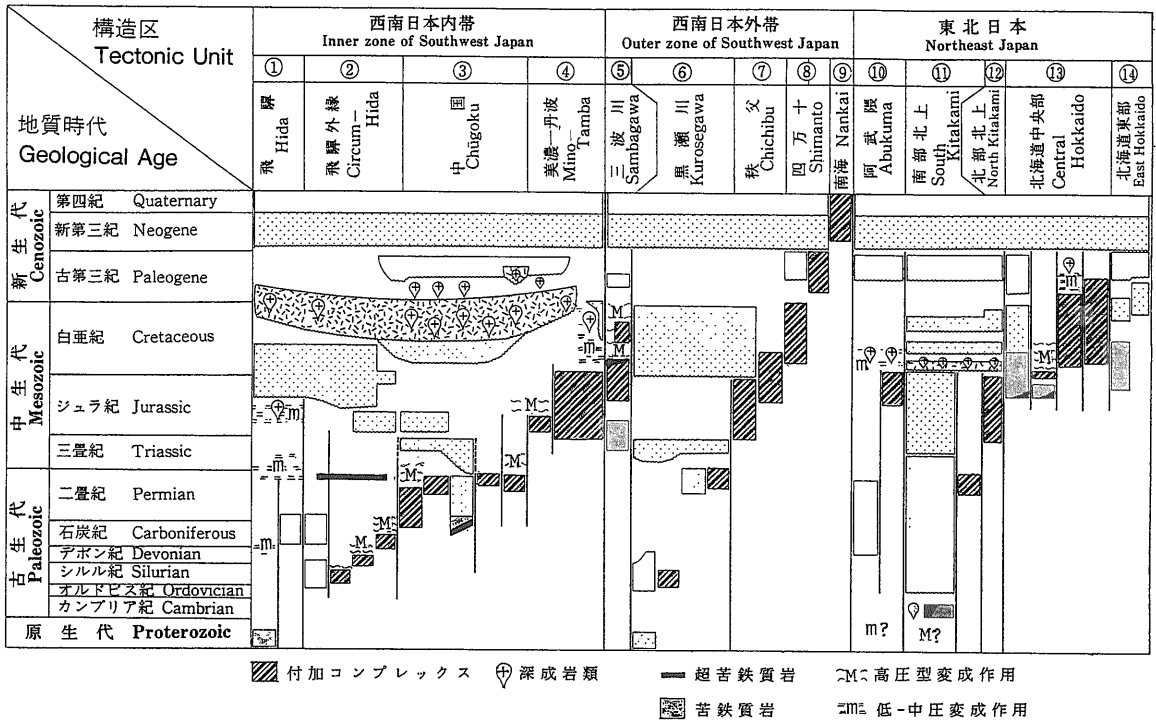 構造区
Tectonic Unit
地質時代
Geological Age
西南日本内帯
Inner zone of Southwest Japan
西南日本外帯
Outer zone of Southwest Japan
東北日本
Northeast Japan
① ② ③ ④ ⑤ ⑥ ⑦ ⑧ ⑨ ⑩ ⑪ ⑫ ⑬ ⑭
飛騨
Hida
飛騨外縁
Circum-
Hida
中国
Chūgoku
美濃―丹波
Mino-
Tamba
三波川
Sambagawa
黒瀬川
Kurosegawa
秩父
Chichibu
四万十
Shimanto
南海 Nankai
阿武隈
Abukuma
南部北上
South
Kitakami
北部北上
North Kitakami
北海道中央部
Central
Hokkaido
北海道東部
East Hokkaido
新生代
Cenozoic
第四紀 Quaternary
新第三紀 Neogene
古第三紀 Paleogene
中生代
Mesozoic
白亜紀 Cretaceous
ジュラ紀 Jurassic
三畳紀 Triassic
古生代
Paleozoic
二畳紀 Permian
石炭紀 Carboniferous
デボン紀 Devonian
シルル紀 Silurian
オルドビス紀 Ordovician
カンブリア紀 Cambrian
原生代 Proterozoic
m
m
m
M
M
M
M
M
m
M
M
m
M
m
m?
M?
付加コンプレックス
深成岩類
超苦鉄質岩
M 高圧型変成作用
苦鉄質岩
m 低-中圧変成作用